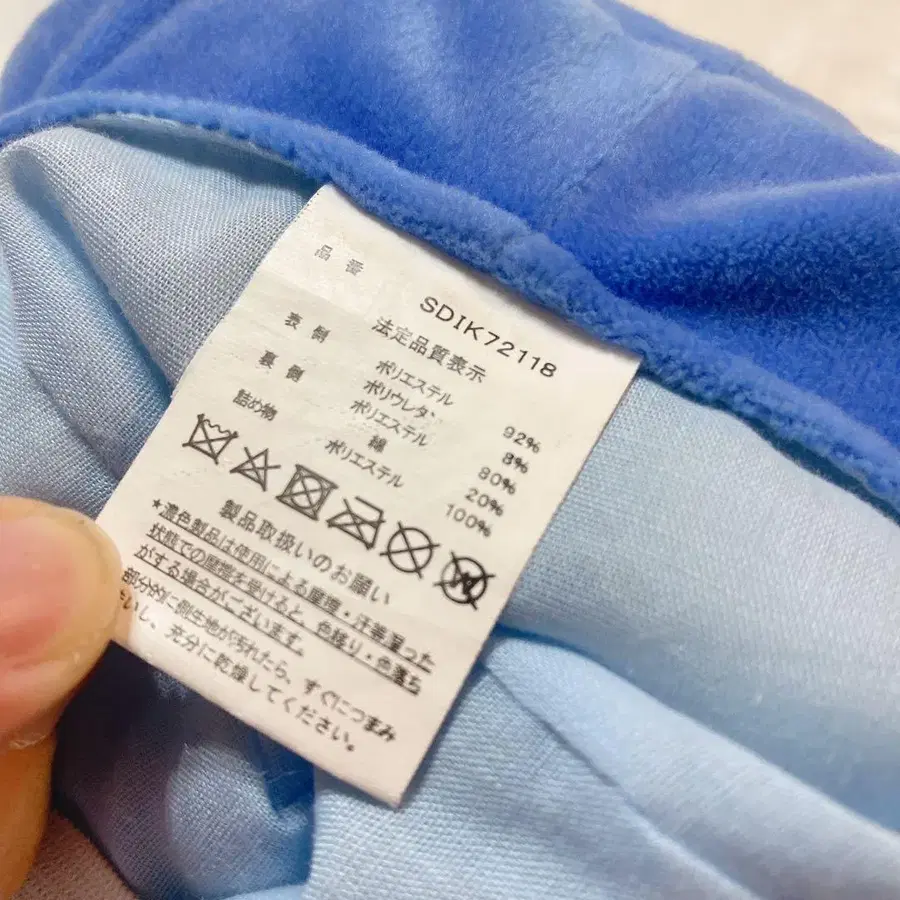 品番 SDIK72118
法定品質表示
表側 ポリエステル 92%
ポリウレタン 8%
裏側 ポリエステル 80%
綿 20%
詰め物 ポリエステル 100%
製品取扱いのお願い
*濃色製品は使用による摩擦・汗等湿った
状態での摩擦を受けると、色移り・色落ち
がする場合がございます。
部分的に側生地が汚れたら、すぐにつまみ
し、充分に乾燥してください。